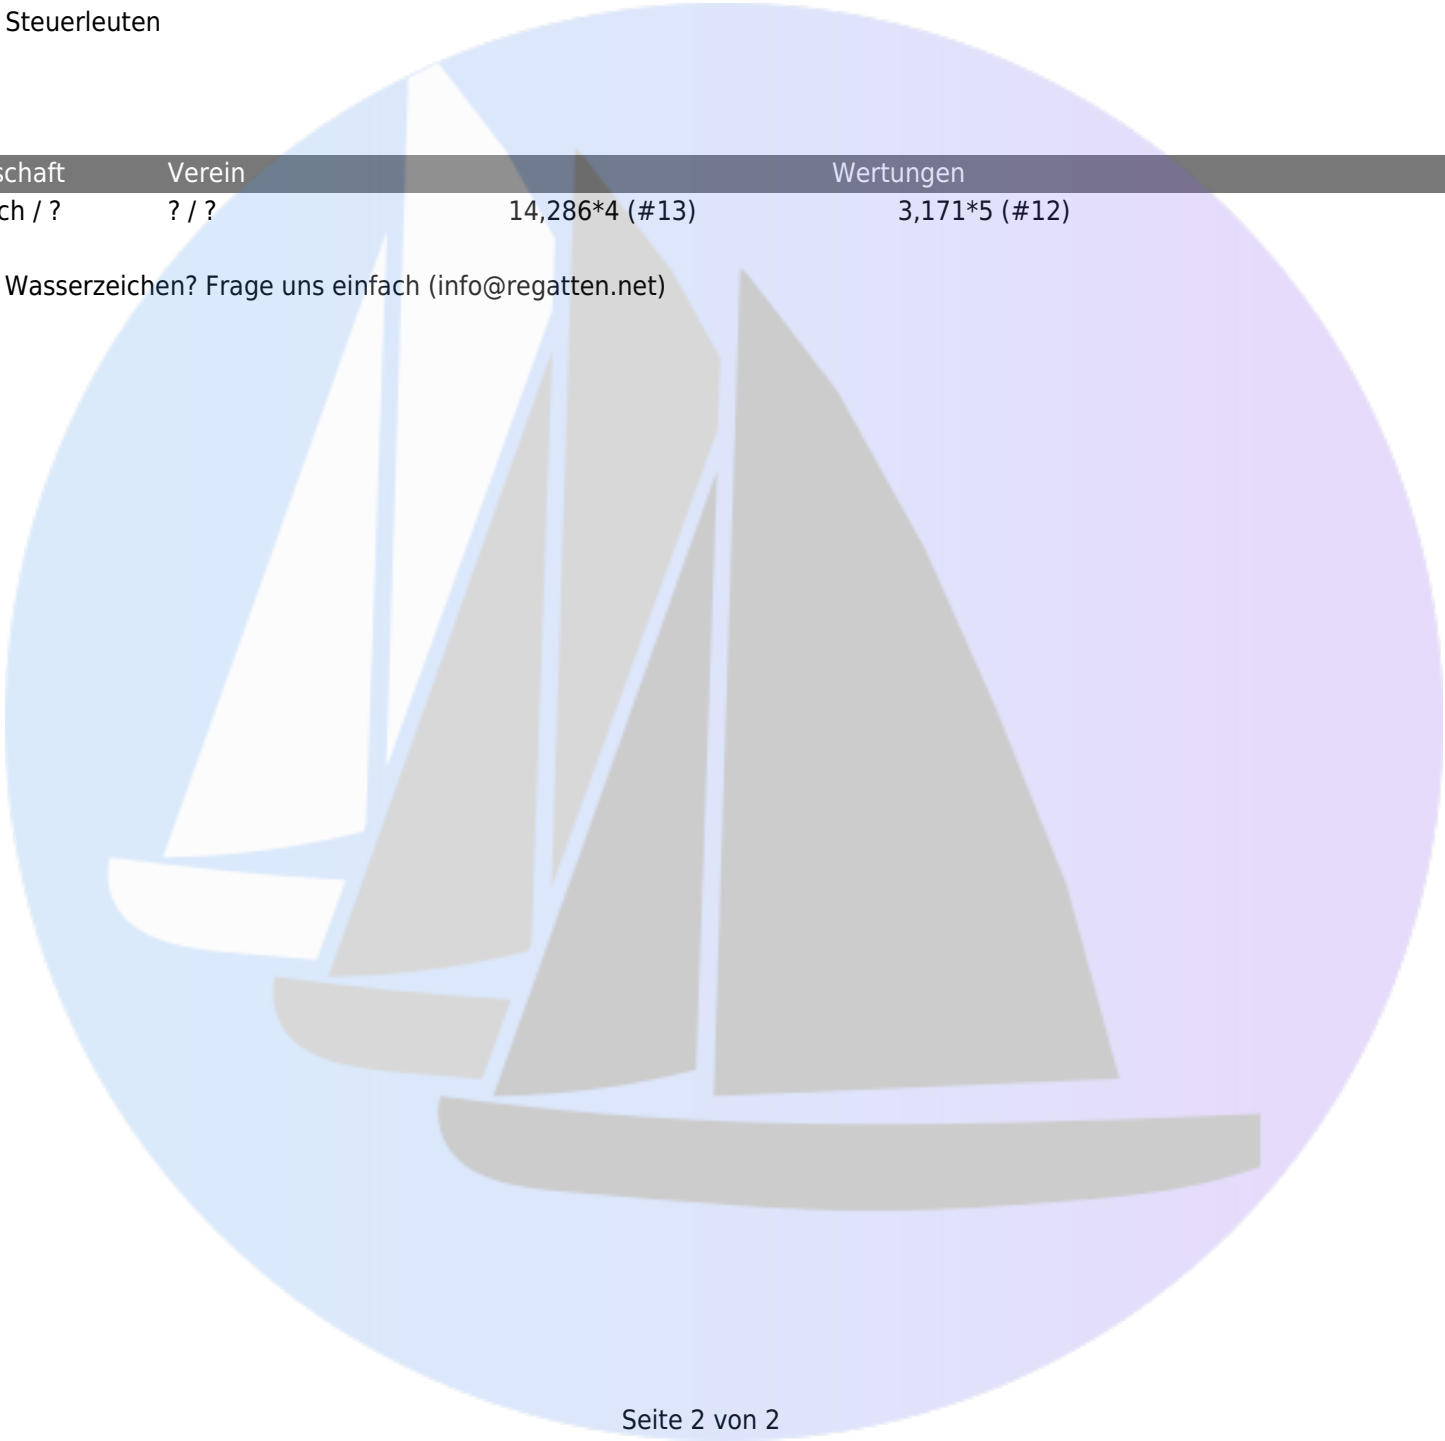 Steuerleuten
schaft Verein Wertungen
ch / ? ? / ? 14,286*4 (#13) 3,171*5 (#12)
Wasserzeichen? Frage uns einfach (info@regatten.net)
Seite 2 von 2